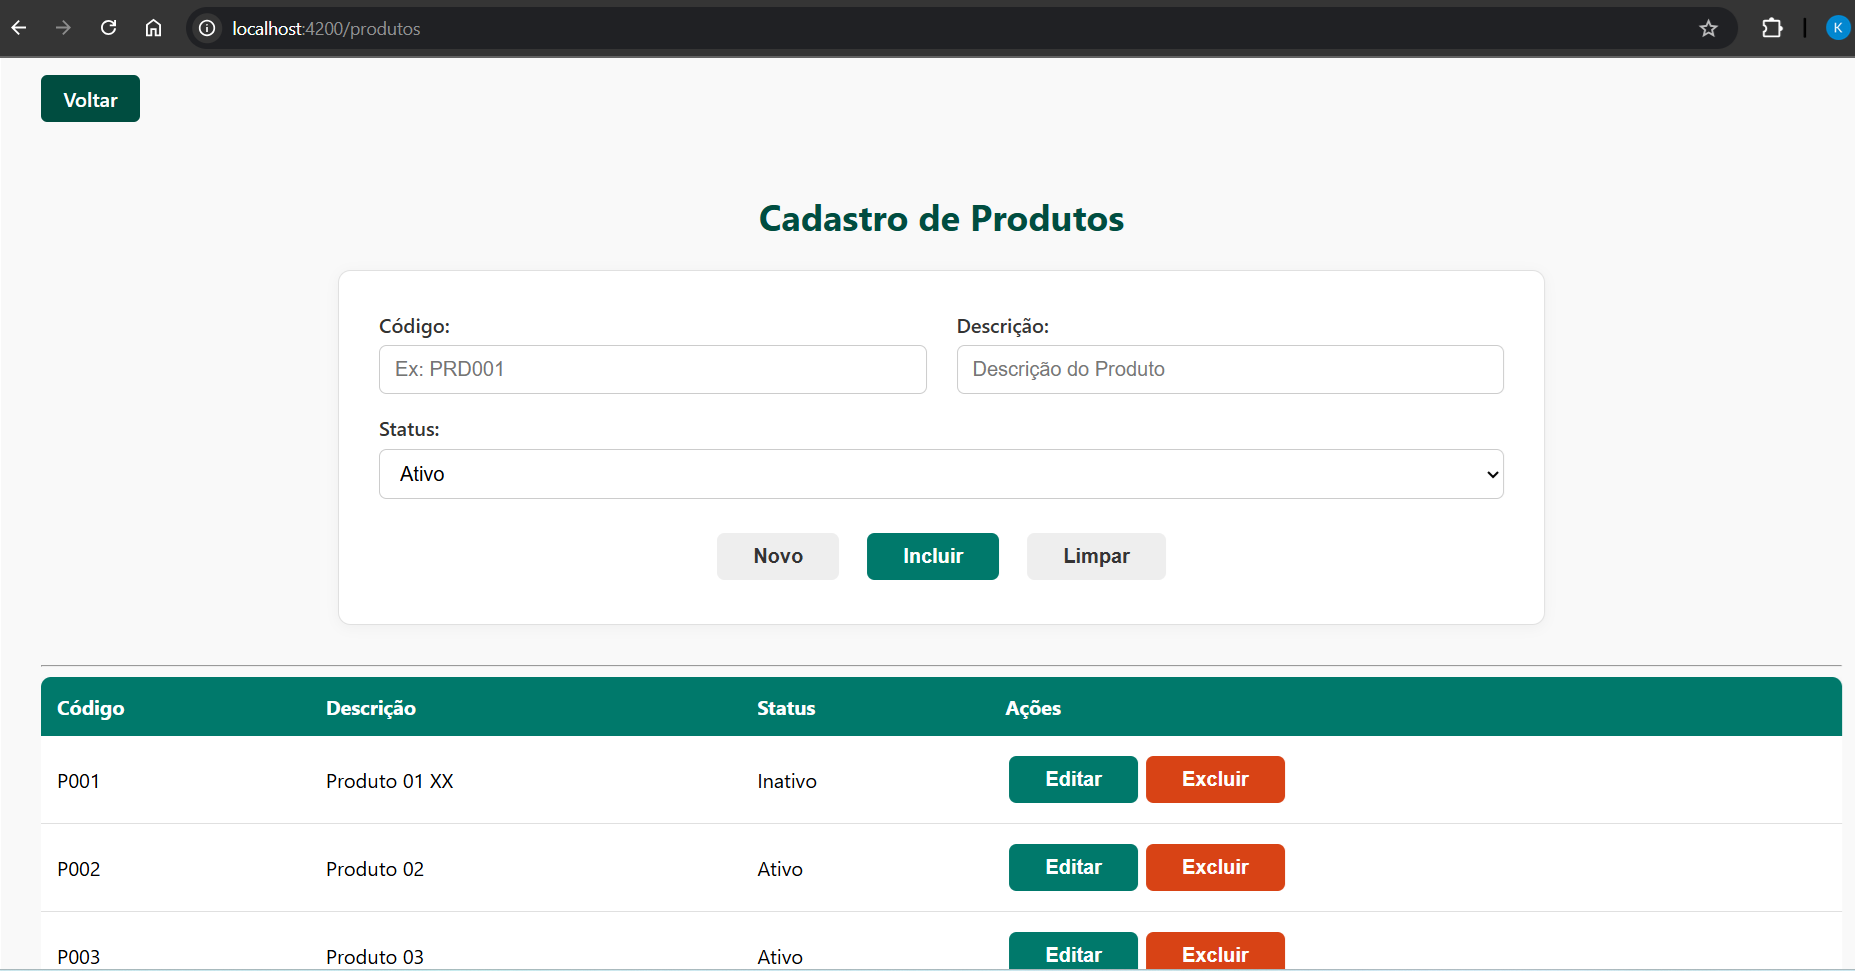 localhost:4200/produtos
K
Voltar
Cadastro de Produtos
Código: Descrição:
Ex: PRD001 Descrição do Produto
Status:
Ativo
Novo Incluir Limpar
Código Descrição Status Ações
P001 Produto 01 XX Inativo Editar Excluir
P002 Produto 02 Ativo Editar Excluir
P003 Produto 03 Ativo Editar Excluir